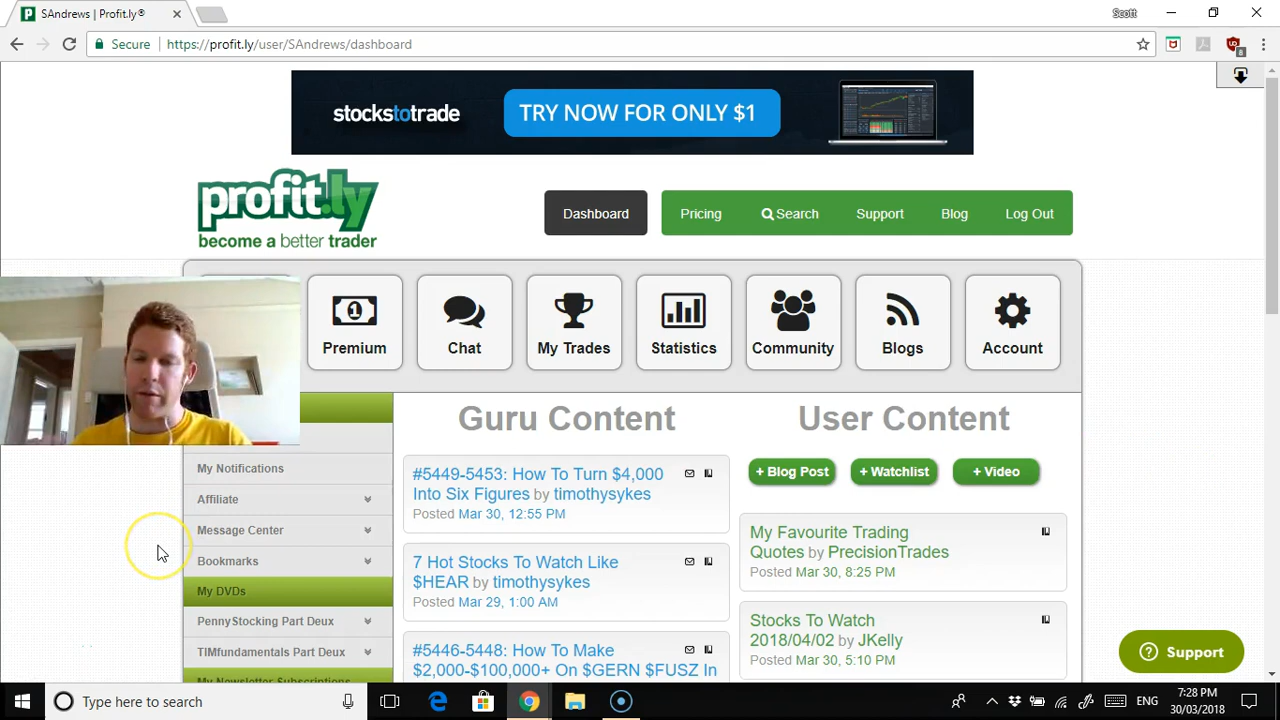 SAndrews | Profit.ly®
Scott
Secure
https://profit.ly/user/SAndrews/dashboard
8
stockstotrade
TRY NOW FOR ONLY $1
profit.ly
become a better trader
Dashboard
Pricing
Search
Support
Blog
Log Out
Premium
Chat
My Trades
Statistics
Community
Blogs
Account
My Notifications
Affiliate
Message Center
Bookmarks
My DVDs
PennyStocking Part Deux
TIMfundamentals Part Deux
My Newsletter Subscriptions
Guru Content
#5449-5453: How To Turn $4,000
Into Six Figures by timothysykes
Posted Mar 30, 12:55 PM
7 Hot Stocks To Watch Like
$HEAR by timothysykes
Posted Mar 29, 1:00 AM
#5446-5448: How To Make
$2,000-$100,000+ On $GERN $FUSZ In
User Content
+ Blog Post
+ Watchlist
+ Video
My Favourite Trading
Quotes by PrecisionTrades
Posted Mar 30, 8:25 PM
Stocks To Watch
2018/04/02 by JKelly
Posted Mar 30, 5:10 PM
Support
Type here to search
ENG
7:28 PM
30/03/2018